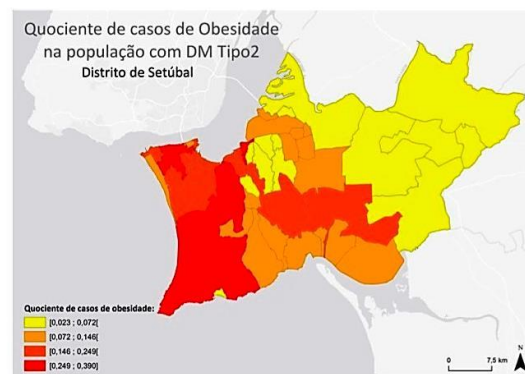 Quociente de casos de Obesidade
na população com DM Tipo2
Distrito de Setúbal
Quociente de casos de obesidade:
[0,023 ; 0,072[
[0,072 ; 0,146[
[0,146 ; 0,249[
[0,249 ; 0,390]
N
0 7,5 km